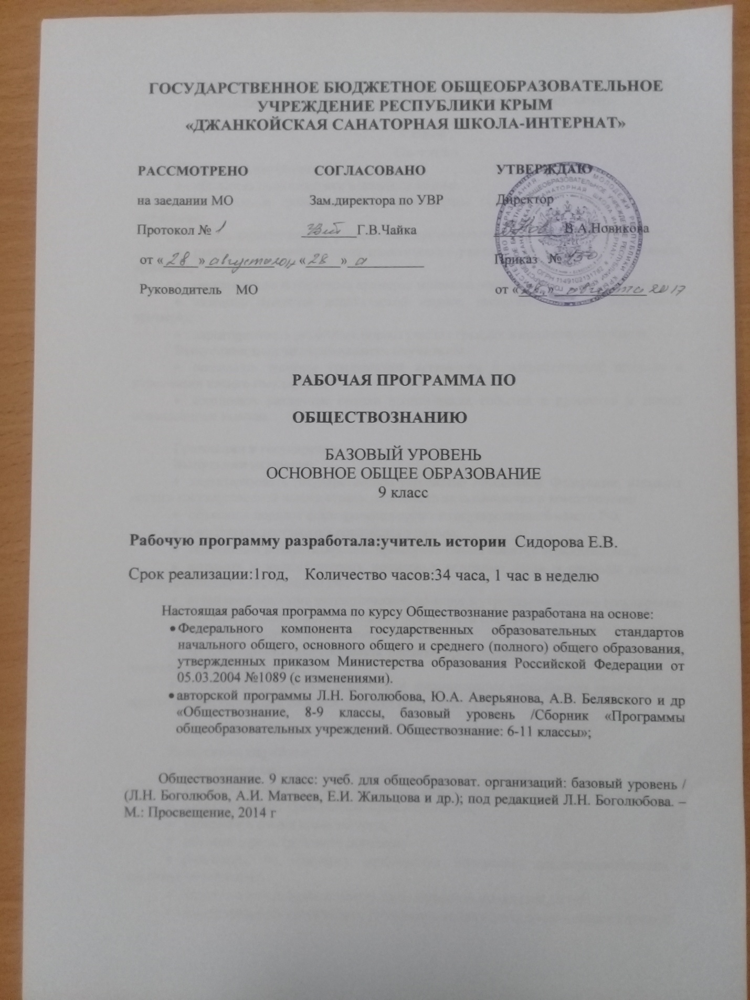 ГОСУДАРСТВЕННОЕ БЮДЖЕТНОЕ ОБЩЕОБРАЗОВАТЕЛЬНОЕ
УЧРЕЖДЕНИЕ РЕСПУБЛИКИ КРЫМ
«ДЖАНКОЙСКАЯ САНАТОРНАЯ ШКОЛА-ИНТЕРНАТ»
РАССМОТРЕНО СОГЛАСОВАНО УТВЕРЖДАЮ
на заедании МО Зам.директора по УВР Директор
Протокол № 1 Г.В.Чайка В.А.Новикова
от «28» августа 2017 «28» а Приказ №
Руководитель МО от « » августа 2017
ОГРН 1149102131782
РАБОЧАЯ ПРОГРАММА ПО
ОБЩЕСТВОЗНАНИЮ
БАЗОВЫЙ УРОВЕНЬ
ОСНОВНОЕ ОБЩЕЕ ОБРАЗОВАНИЕ
9 класс
Рабочую программу разработала:учитель истории Сидорова Е.В.
Срок реализации:1год, Количество часов:34 часа, 1 час в неделю
Настоящая рабочая программа по курсу Обществознание разработана на основе:
• Федерального компонента государственных образовательных стандартов
начального общего, основного общего и среднего (полного) общего образования,
утвержденных приказом Министерства образования Российской Федерации от
05.03.2004 №1089 (с изменениями).
• авторской программы Л.Н. Боголюбова, Ю.А. Аверьянова, А.В. Белявского и др
«Обществознание, 8-9 классы, базовый уровень /Сборник «Программы
общеобразовательных учреждений. Обществознание: 6-11 классы»;
Обществознание. 9 класс: учеб. для общеобразоват. организаций: базовый уровень /
(Л.Н. Боголюбов, А.И. Матвеев, Е.И. Жильцова и др.); под редакцией Л.Н. Боголюбова. –
М.: Просвещение, 2014 г